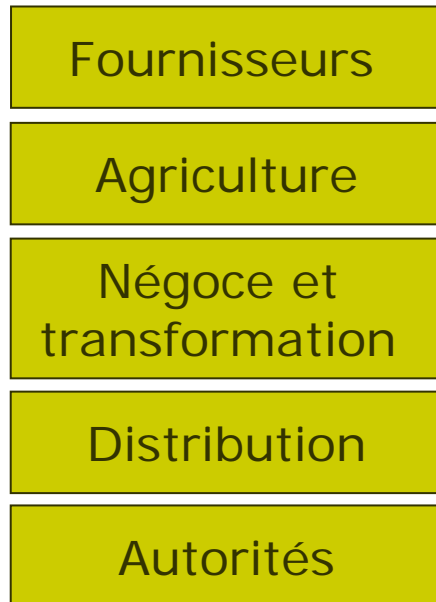 Fournisseurs
Agriculture
Négoce et
transformation
Distribution
Autorités